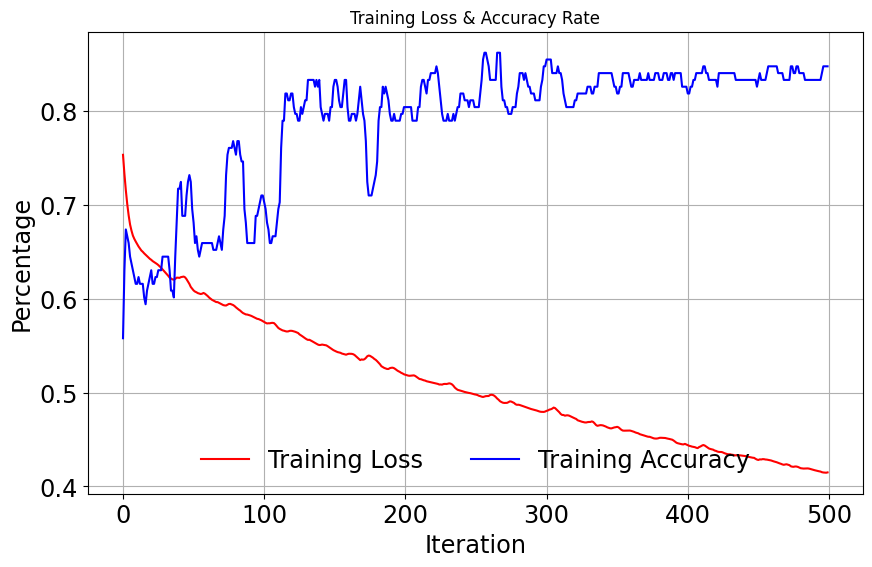 Training Loss & Accuracy Rate
Percentage
0.8
0.7
0.6
0.5
0.4
Training Loss
Training Accuracy
0 100 200 300 400 500
Iteration